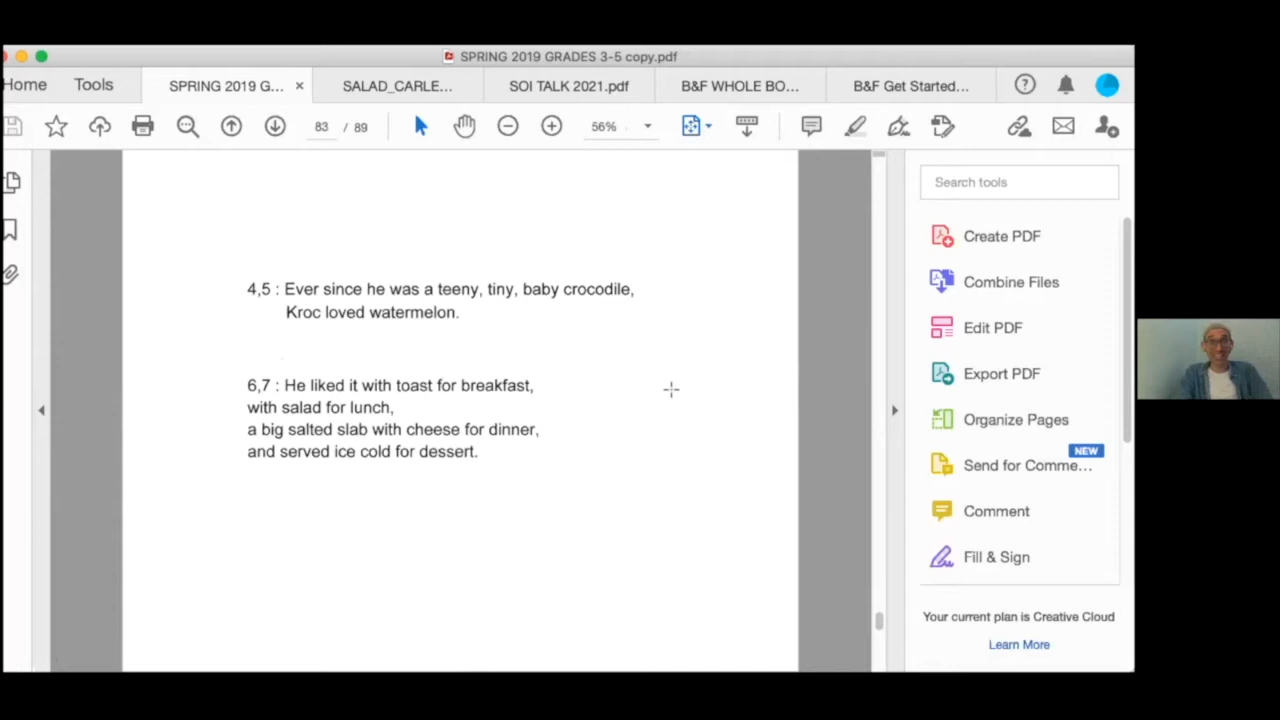 SPRING 2019 GRADES 3-5 copy.pdf
Home
Tools
SPRING 2019 G...
SALAD_CARLE...
SOI TALK 2021.pdf
B&F WHOLE BO...
B&F Get Started...
83 / 89
56%
4,5 : Ever since he was a teeny, tiny, baby crocodile,
Kroc loved watermelon.
6,7 : He liked it with toast for breakfast,
with salad for lunch,
a big salted slab with cheese for dinner,
and served ice cold for dessert.
Search tools
Create PDF
Combine Files
Edit PDF
Export PDF
Organize Pages
NEW
Send for Comme...
Comment
Fill & Sign
Your current plan is Creative Cloud
Learn More